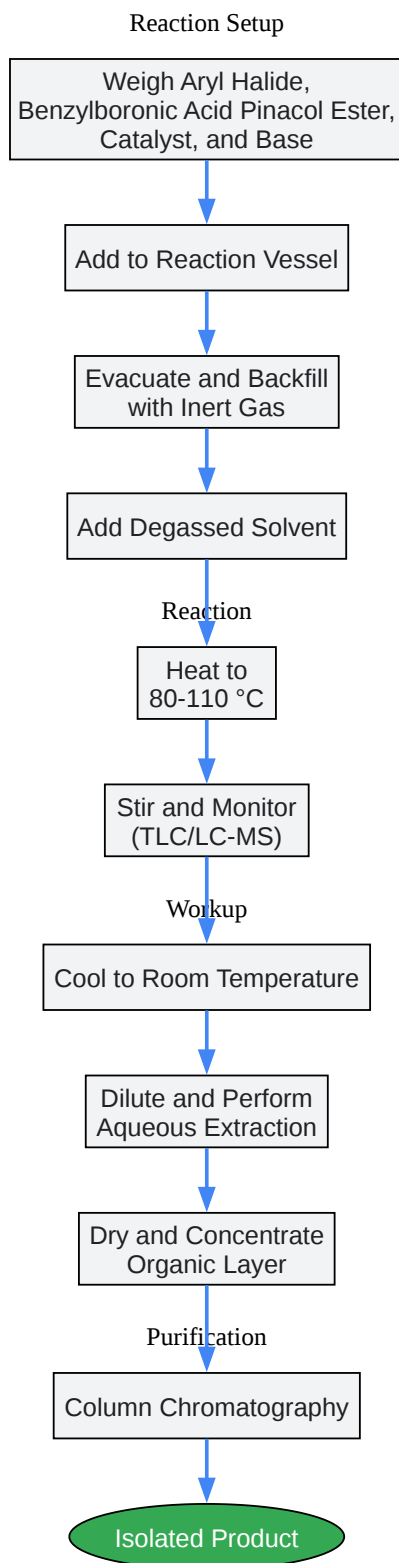 Reaction Setup
Weigh Aryl Halide,
Benzylboronic Acid Pinacol Ester,
Catalyst, and Base
Add to Reaction Vessel
Evacuate and Backfill
with Inert Gas
Add Degassed Solvent
Reaction
Heat to
80-110 °C
Stir and Monitor
(TLC/LC-MS)
Workup
Cool to Room Temperature
Dilute and Perform
Aqueous Extraction
Dry and Concentrate
Organic Layer
Purification
Column Chromatography
Isolated Product